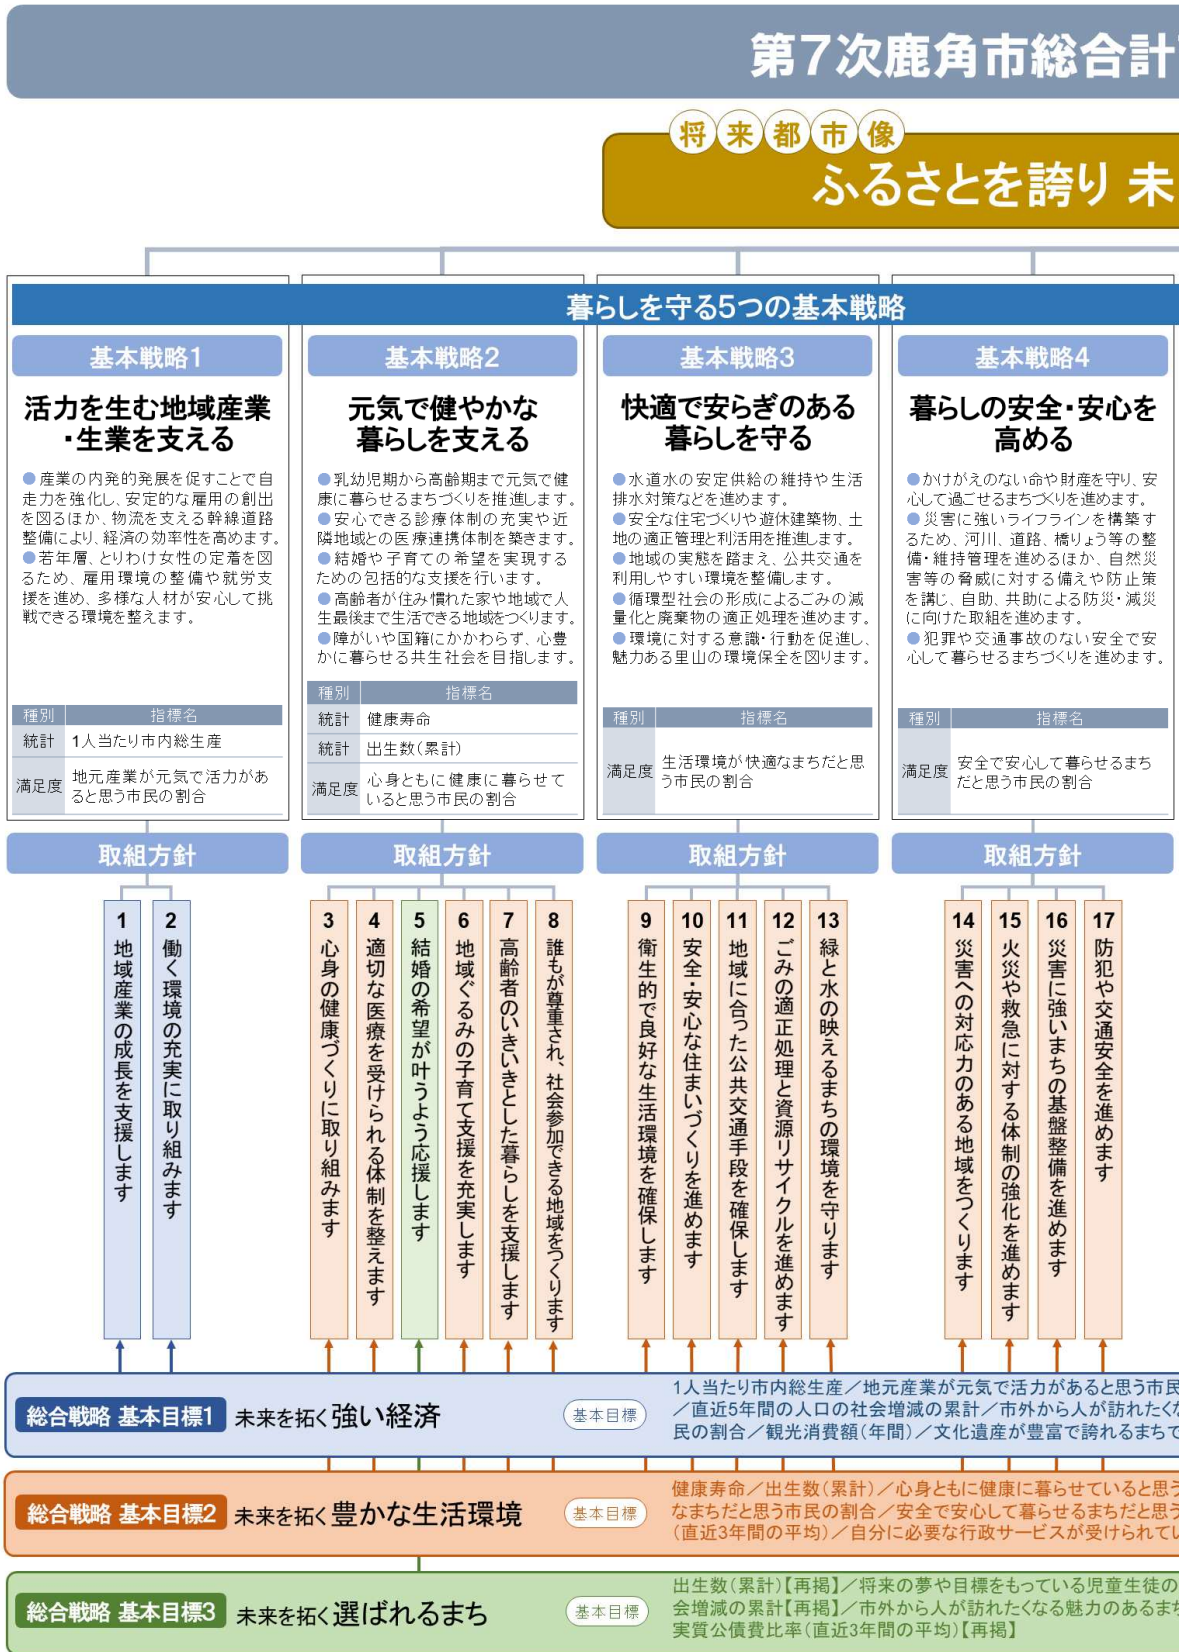 第7次鹿角市総合計
将来都市像
ふるさとを誇り 未
暮らしを守る5つの基本戦略
基本戦略1
活力を生む地域産業
・生業を支える
●産業の内発的発展を促すことで自
走力を強化し、安定的な雇用の創出
を図るほか、物流を支える幹線道路
整備により、経済の効率性を高めます。
●若年層、とりわけ女性の定着を図
るため、雇用環境の整備や就労支
援を進め、多様な人材が安心して挑
戦できる環境を整えます。
種別 指標名
統計 1人当たり市内総生産
満足度 地元産業が元気で活力があ
ると思う市民の割合
基本戦略2
元気で健やかな
暮らしを支える
●乳幼児期から高齢期まで元気で健
康に暮らせるまちづくりを推進します。
●安心できる診療体制の充実や近
隣地域との医療連携体制を築きます。
●結婚や子育ての希望を実現する
ための包括的な支援を行います。
●高齢者が住み慣れた家や地域で人
生最後まで生活できる地域をつくります。
●障がいや国籍にかかわらず、心豊
かに暮らせる共生社会を目指します。
種別 指標名
統計 健康寿命
統計 出生数(累計)
満足度 心身ともに健康に暮らせて
いると思う市民の割合
基本戦略3
快適で安らぎのある
暮らしを守る
●水道水の安定供給の維持や生活
排水対策などを進めます。
●安全な住宅づくりや遊休建築物、土
地の適正管理と利活用を推進します。
●地域の実態を踏まえ、公共交通を
利用しやすい環境を整備します。
●循環型社会の形成によるごみの減
量化と廃棄物の適正処理を進めます。
●環境に対する意識・行動を促進し、
魅力ある里山の環境保全を図ります。
種別 指標名
満足度 生活環境が快適なまちだと思
う市民の割合
基本戦略4
暮らしの安全・安心を
高める
●かけがえのない命や財産を守り、安
心して過ごせるまちづくりを進めます。
●災害に強いライフラインを構築す
るため、河川、道路、橋りょう等の整
備・維持管理を進めるほか、自然災
害等の脅威に対する備えや防止策
を講じ、自助、共助による防災・減災
に向けた取組を進めます。
●犯罪や交通事故のない安全で安
心して暮らせるまちづくりを進めます。
種別 指標名
満足度 安全で安心して暮らせるまち
だと思う市民の割合
取組方針
取組方針
取組方針
取組方針
1 地域産業の成長を支援します
2 働く環境の充実に取り組みます
3 心身の健康づくりに取り組みます
4 適切な医療を受けられる体制を整えます
5 結婚の希望が叶うよう応援します
6 地域ぐるみの子育て支援を充実します
7 高齢者のいきいきとした暮らしを支援します
8 誰もが尊重され、社会参加できる地域をつくります
9 衛生的で良好な生活環境を確保します
10 安全・安心な住まいづくりを進めます
11 地域に合った公共交通手段を確保します
12 ごみの適正処理と資源リサイクルを進めます
13 緑と水の映えるまちの環境を守ります
14 災害への対応力のある地域をつくります
15 火災や救急に対する体制の強化を進めます
16 災害に強いまちの基盤整備を進めます
17 防犯や交通安全を進めます
総合戦略 基本目標1 未来を拓く強い経済
基本目標
1人当たり市内総生産／地元産業が元気で活力があると思う市民
／直近5年間の人口の社会増減の累計／市外から人が訪れたくな
民の割合／観光消費額(年間)／文化遺産が豊富で誇れるまちで
総合戦略 基本目標2 未来を拓く豊かな生活環境
基本目標
健康寿命／出生数(累計)／心身ともに健康に暮らせていると思う
なまちだと思う市民の割合／安全で安心して暮らせるまちだと思う
(直近3年間の平均)／自分に必要な行政サービスが受けられてい
総合戦略 基本目標3 未来を拓く選ばれるまち
基本目標
出生数(累計)【再掲】／将来の夢や目標をもっている児童生徒の
会増減の累計【再掲】／市外から人が訪れたくなる魅力のあるまち
実質公債費比率(直近3年間の平均)【再掲】